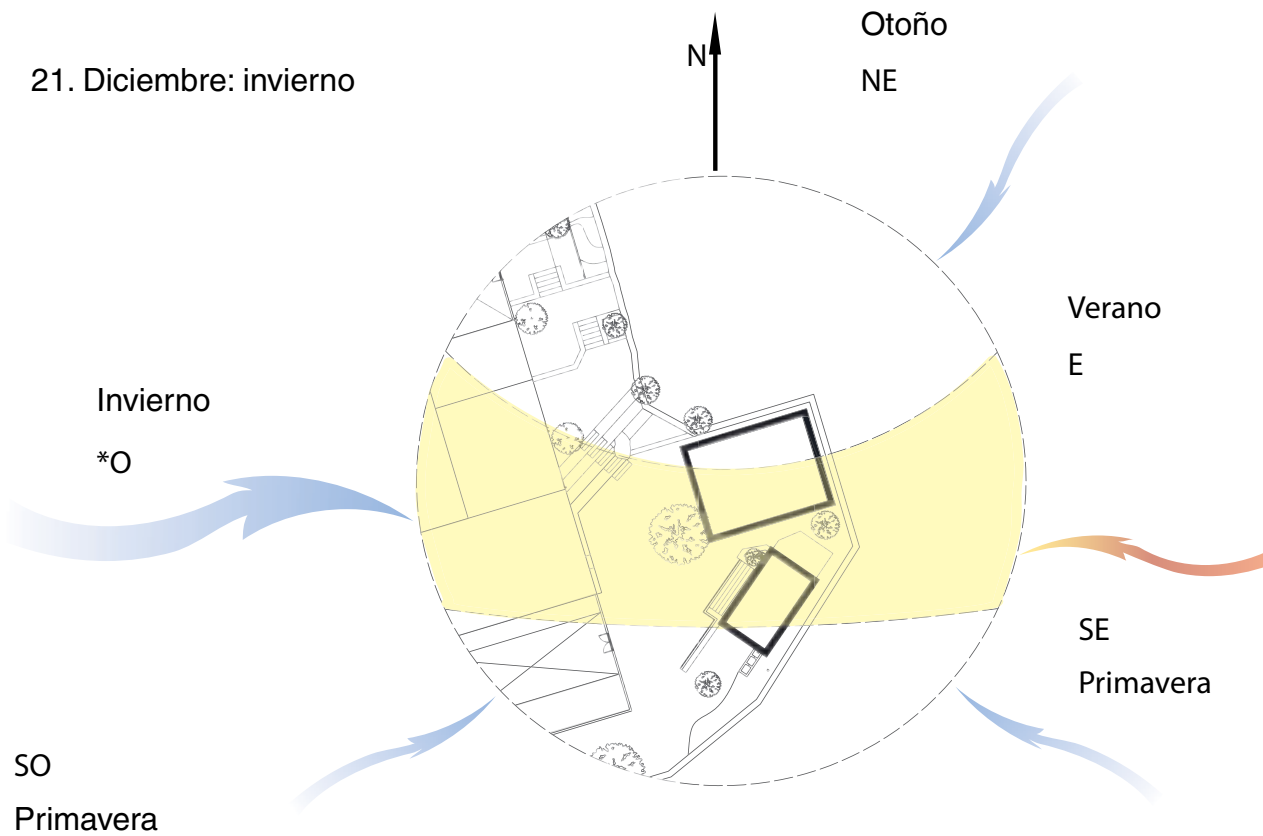 Otoño
NE
N
21. Diciembre: invierno
Verano
E
Invierno
*O
SE
Primavera
SO
Primavera